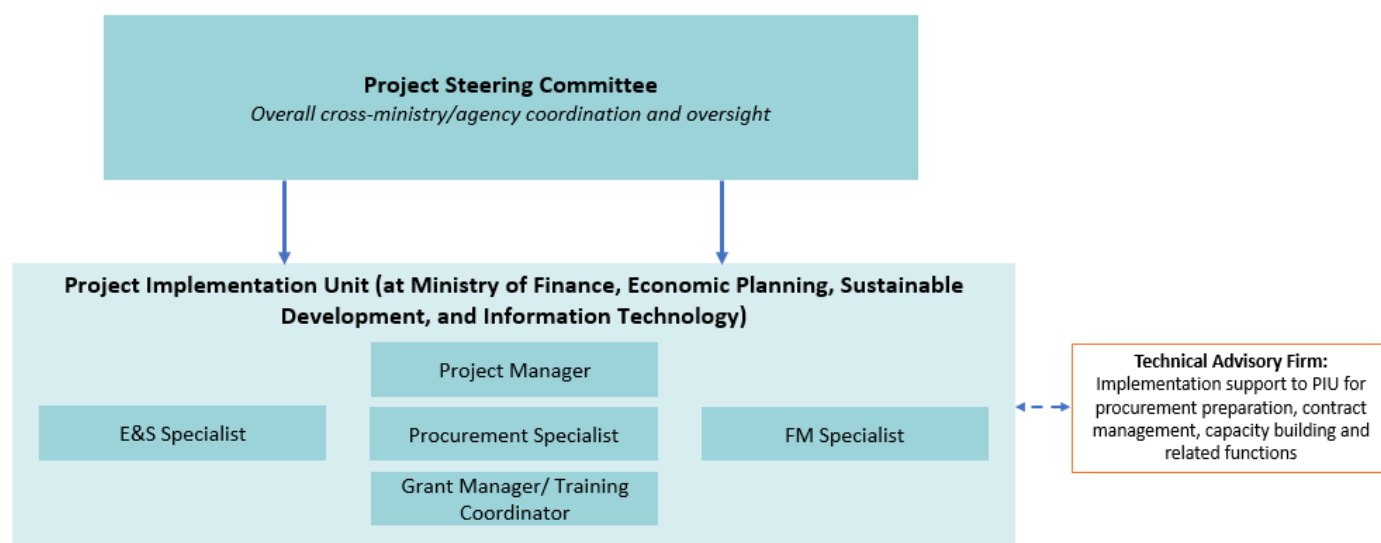 Project Steering Committee
Overall cross-ministry/agency coordination and oversight
Project Implementation Unit (at Ministry of Finance, Economic Planning, Sustainable
Development, and Information Technology)
Project Manager
E&S Specialist
Procurement Specialist
FM Specialist
Grant Manager/ Training
Coordinator
Technical Advisory Firm:
Implementation support to PIU for
procurement preparation, contract
management, capacity building and
related functions